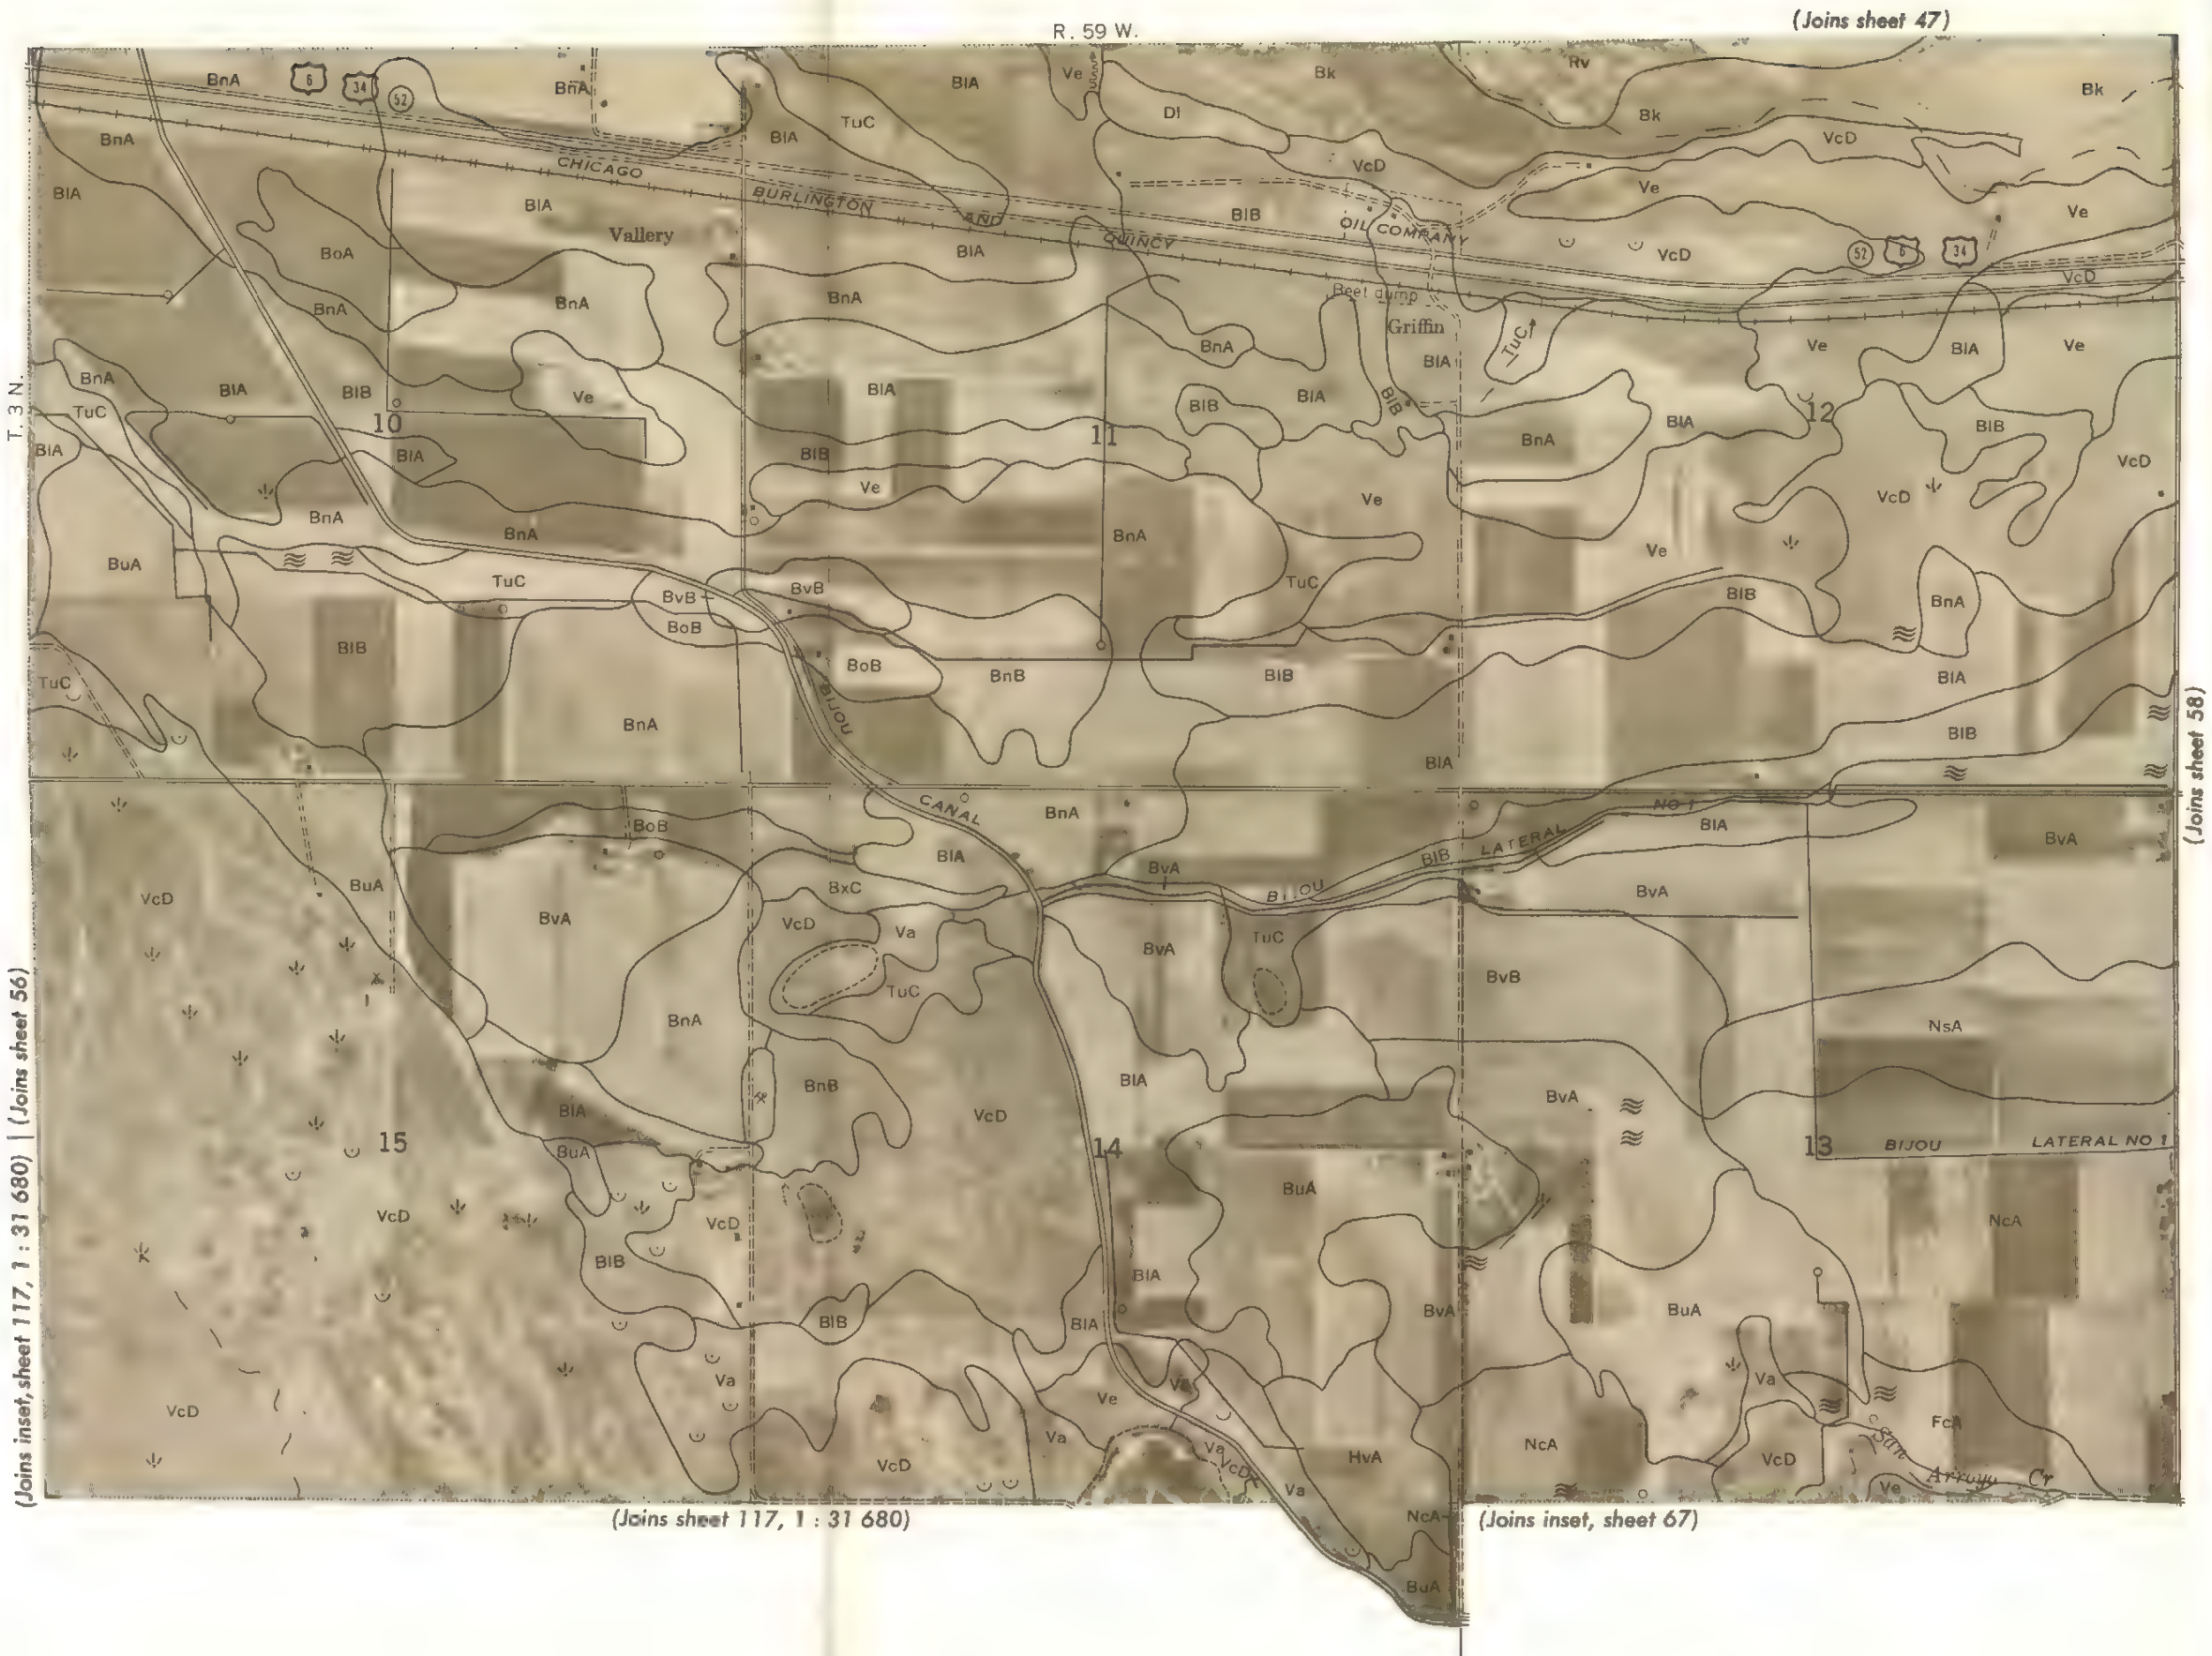 (Joins sheet 47)
R. 59 W.
BnA 6 34 52 BnA BlA Ve Bk Rv Bk
Dl Bk
BnA BlA TuC VcD VcD
CHICAGO
BlA BlA BURLINGTON AND QUINCY BlB OIL COMPANY Ve Ve
Vallery
BoA BlA VcD 52 6 34
VcD
BnA BnA BnA Beet dump
Griffin
BnA TuC Ve BlA Ve
BlA
T. 3 N.
BnA BlA BlB Ve BlA BlB BlA BlB
TuC 10 11 BnA BlA 12 BlB
BlA BlA BlB VcD
Ve Ve VcD
BnA BnA BnA Ve
BuA TuC BvB BvB TuC BlB BnA
BoB
BlB BoB BnB BlB BlA
TuC
BIJOU
BnA BlB
BlA
(Joins sheet 58)
CANAL BnA NO 1
BoB BlA BlB LATERAL BlA BvA
BuA BxC BvA BIJOU BvA
VcD BvA VcD Va BvA TuC
TuC BvB
BnA NsA
BnB BlA BvA
BlA VcD
15 14 13 BIJOU LATERAL NO 1
BuA
BuA
VcD VcD NcA
BlB BlA
BlB BlA BvA BuA
Va Ve Va Va
VcD FcA
Va Va NcA San
VcD VcD HvA VcD Arroyo Cr
Va Ve
(Joins inset, sheet 117, 1 : 31 680) | (Joins sheet 56)
(Joins sheet 117, 1 : 31 680) NcA (Joins inset, sheet 67)
BuA